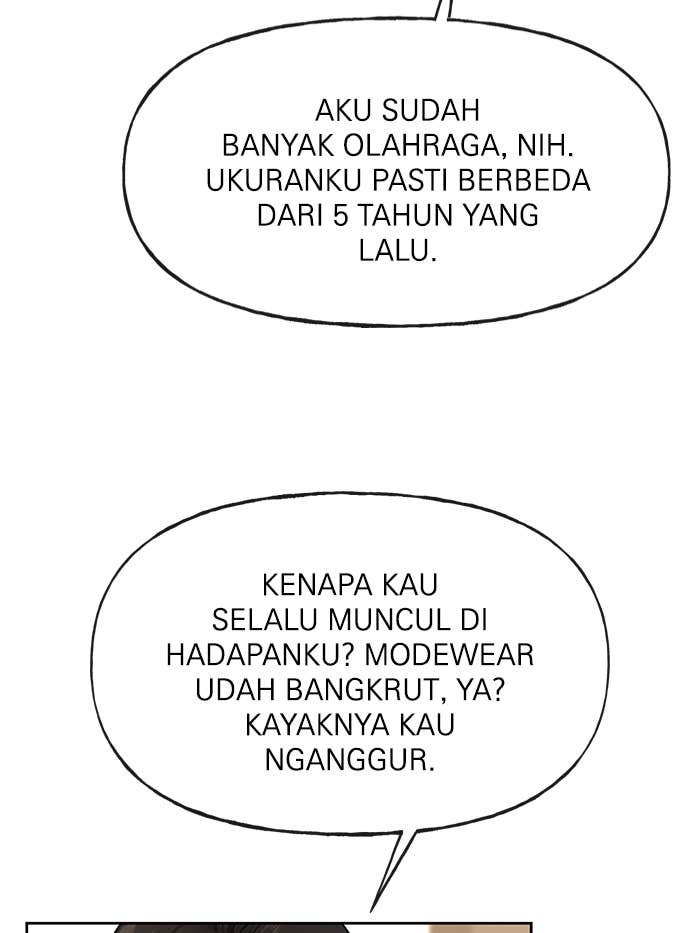 AKU SUDAH
BANYAK OLAHRAGA, NIH.
UKURANKU PASTI BERBEDA
DARI 5 TAHUN YANG
LALU.
KENAPA KAU
SELALU MUNCUL DI
HADAPANKU? MODEWEAR
UDAH BANGKRUT, YA?
KAYAKNYA KAU
NGANGGUR.